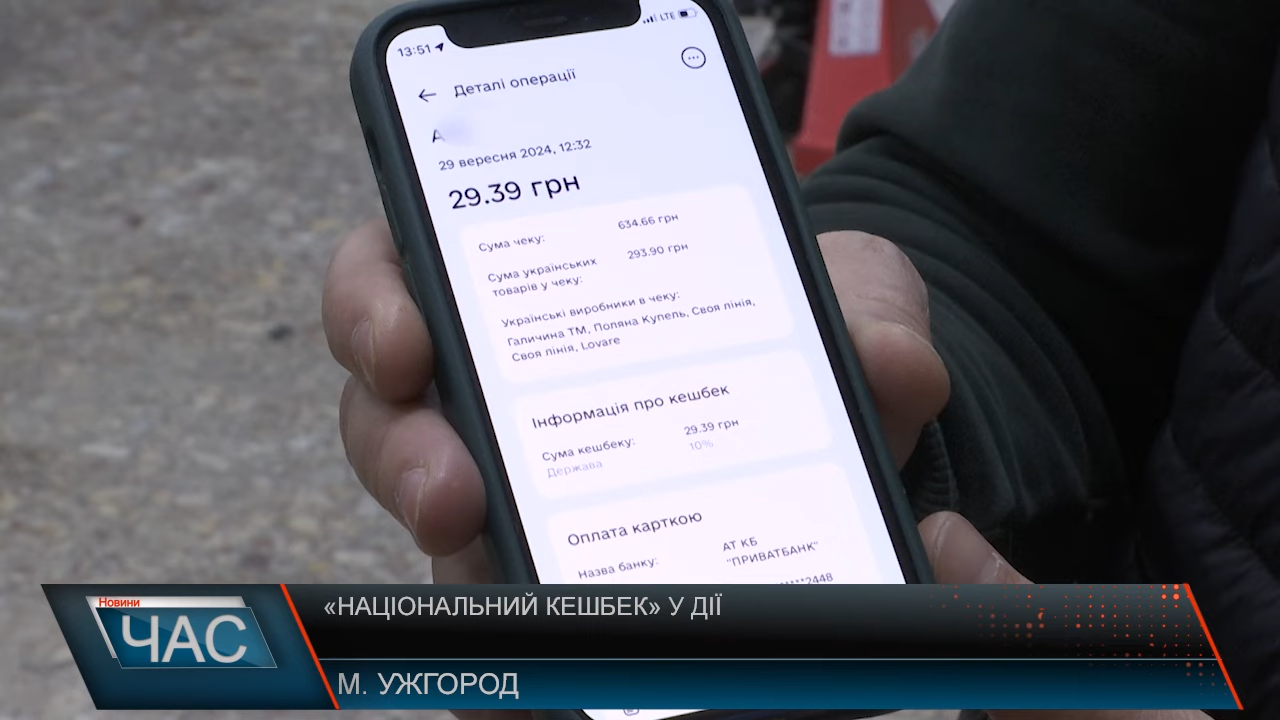 13:51
LTE
Деталі операції
А
29 вересня 2024, 12:32
29.39 грн
Сума чеку: 634.66 грн
Сума українських товарів у чеку: 293.90 грн
Українські виробники в чеку:
Галичина ТМ, Поляна Купель, Своя лінія,
Своя лінія, Lovare
Інформація про кешбек
Сума кешбеку: 29.39 грн
Держава 10%
Оплата карткою
Назва банку: АТ КБ "ПРИВАТБАНК"
****2448
Новини
ЧАС
«НАЦІОНАЛЬНИЙ КЕШБЕК» У ДІЇ
М. УЖГОРОД